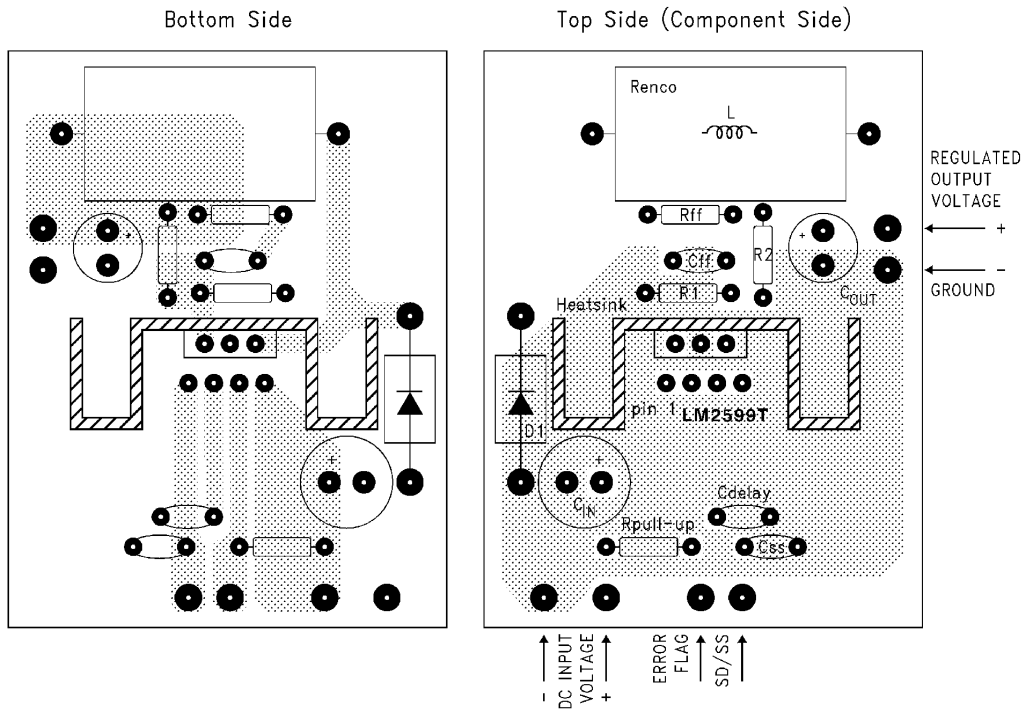 Bottom Side
Top Side (Component Side)
Renco
L
REGULATED
OUTPUT
VOLTAGE
+
-
GROUND
Rff
+
+
R2
Cff
COUT
R1
Heatsink
pin 1
LM2599T
D1
+
+
CIN
Cdelay
Rpull-up
Css
-
DC INPUT
VOLTAGE
+
ERROR
FLAG
SD/SS